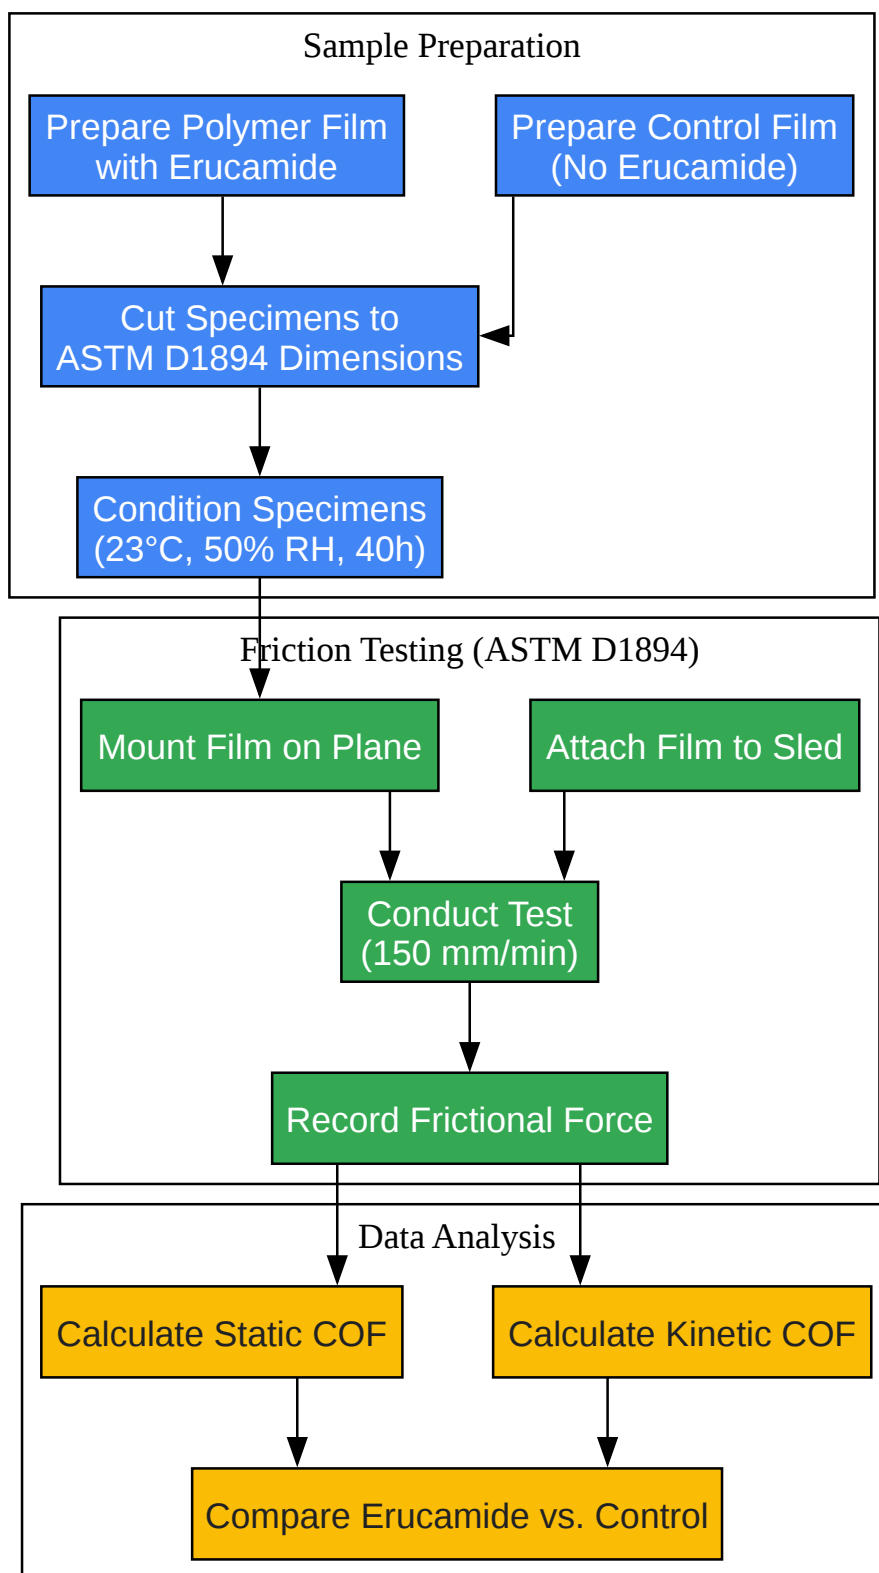 Sample Preparation
Prepare Polymer Film
with Erucamide
Prepare Control Film
(No Erucamide)
Cut Specimens to
ASTM D1894 Dimensions
Condition Specimens
(23°C, 50% RH, 40h)
Friction Testing (ASTM D1894)
Mount Film on Plane
Attach Film to Sled
Conduct Test
(150 mm/min)
Record Frictional Force
Data Analysis
Calculate Static COF
Calculate Kinetic COF
Compare Erucamide vs. Control